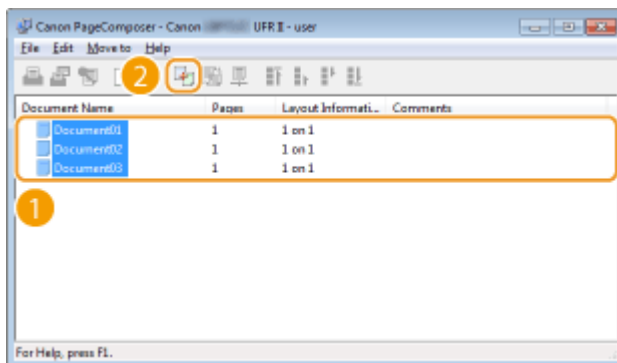 Canon PageComposer - Canon UFR II - user
File Edit Move to Help
2
Document Name Pages Layout Informati... Comments
Document01 1 1 on 1
Document02 1 1 on 1
Document03 1 1 on 1
1
For Help, press F1.